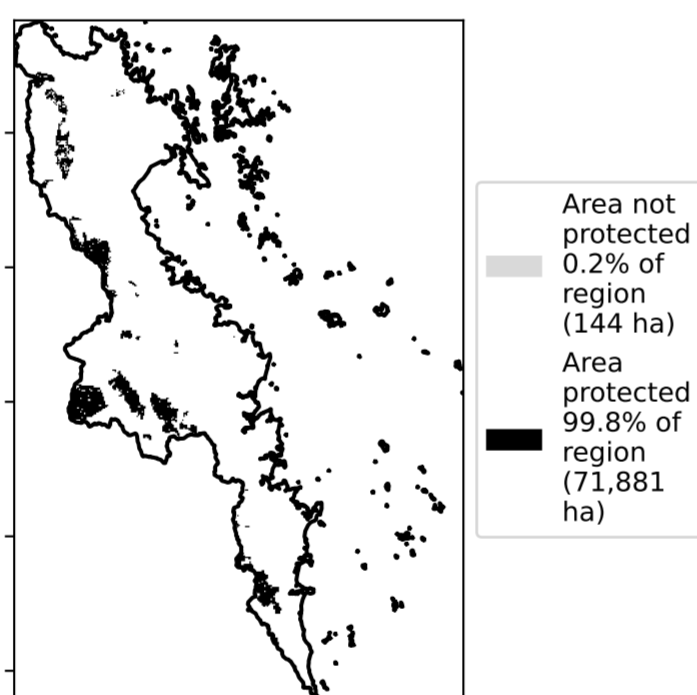 Area not
protected
0.2% of
region
(144 ha)
Area
protected
99.8% of
region
(71,881
ha)